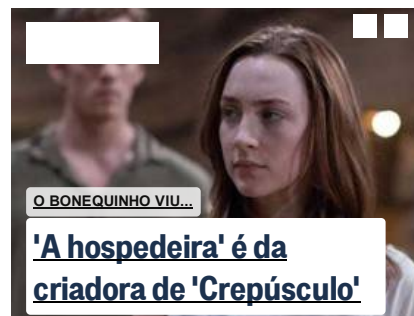 O BONEQUINHO VIU...
'A hospedeira' é da
criadora de 'Crepúsculo'